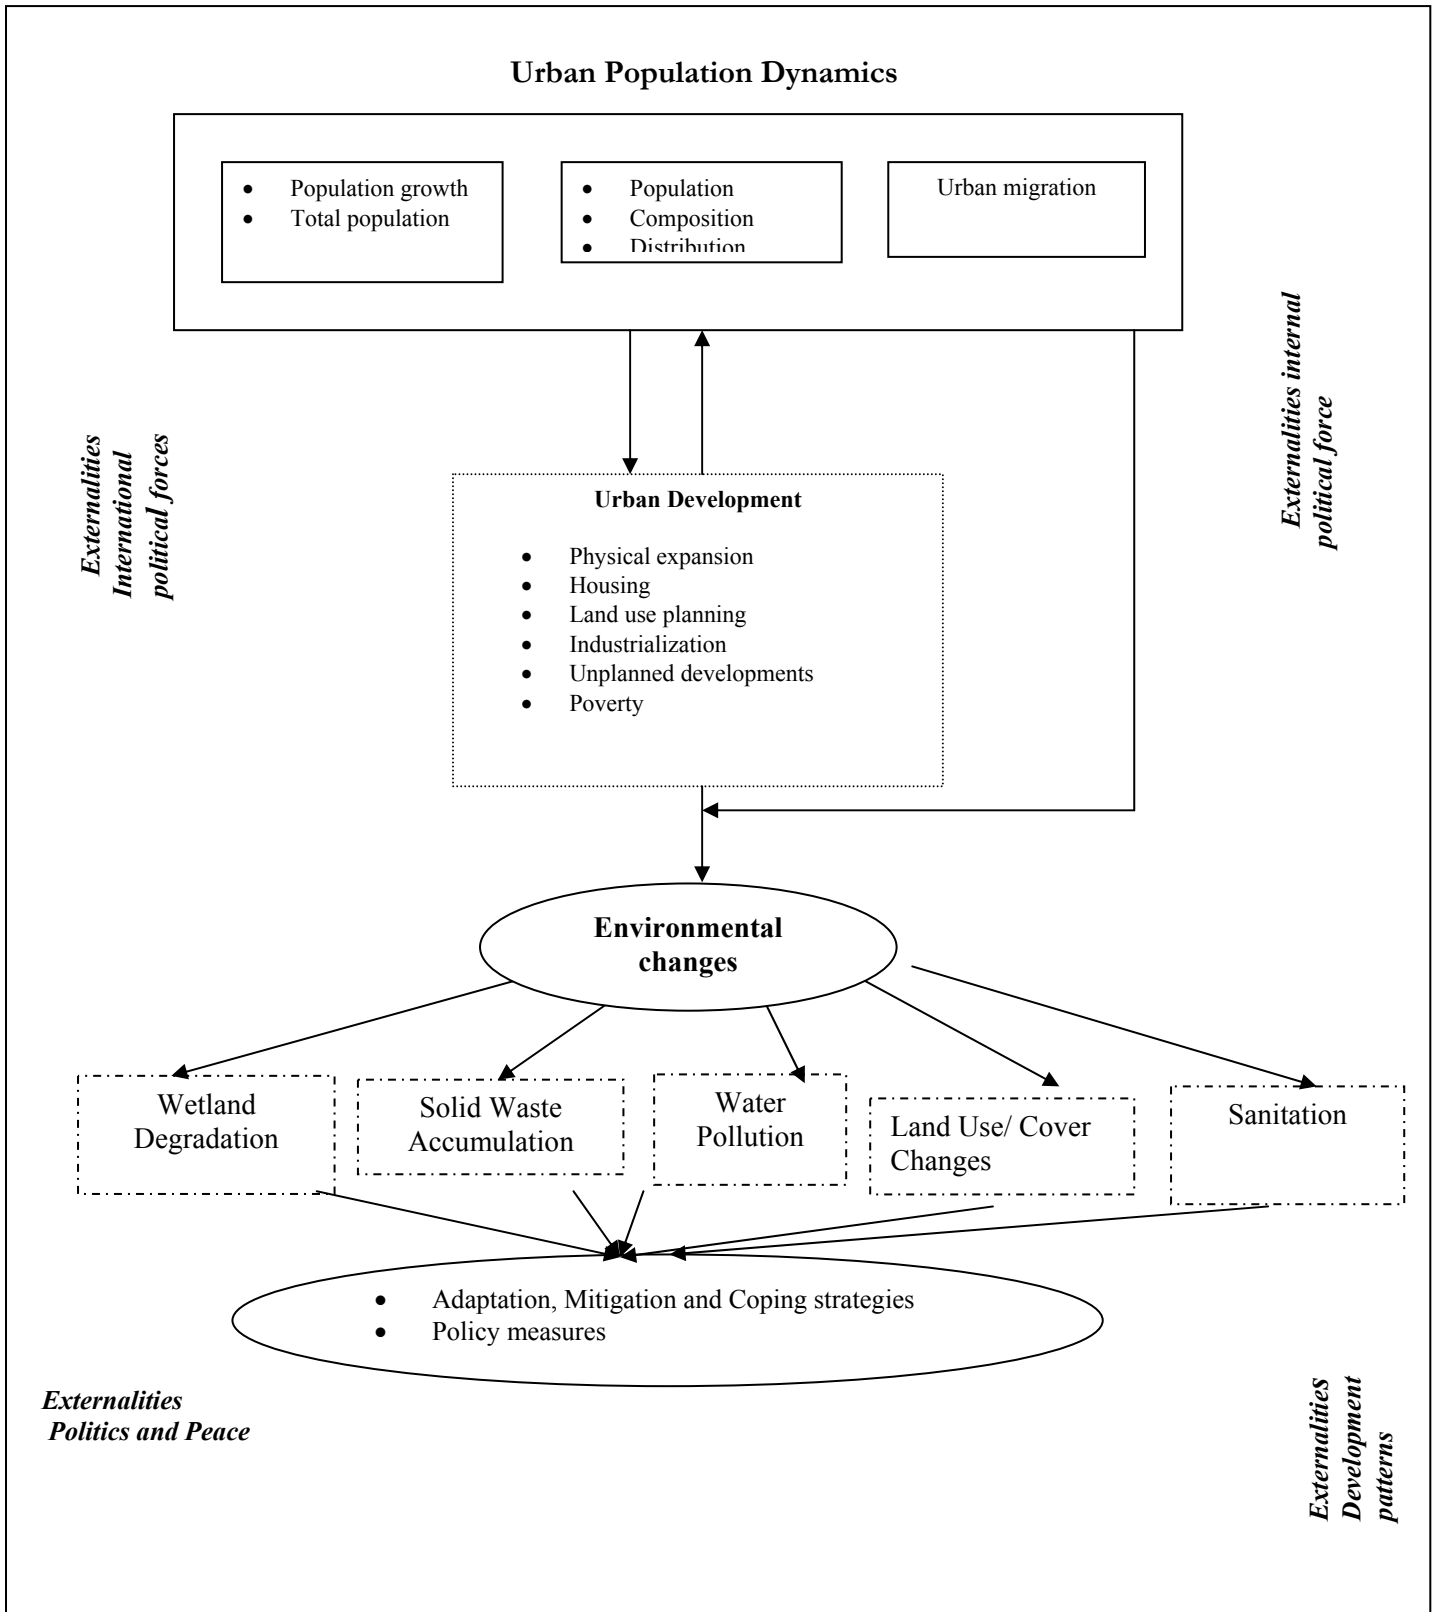 Urban Population Dynamics
• Population growth
• Total population
• Population
• Composition
• Distribution
Urban migration
Externalities
International
political forces
Externalities internal
political force
Urban Development
• Physical expansion
• Housing
• Land use planning
• Industrialization
• Unplanned developments
• Poverty
Environmental
changes
Wetland
Degradation
Solid Waste
Accumulation
Water
Pollution
Land Use/ Cover
Changes
Sanitation
• Adaptation, Mitigation and Coping strategies
• Policy measures
Externalities
Politics and Peace
Externalities
Development
patterns